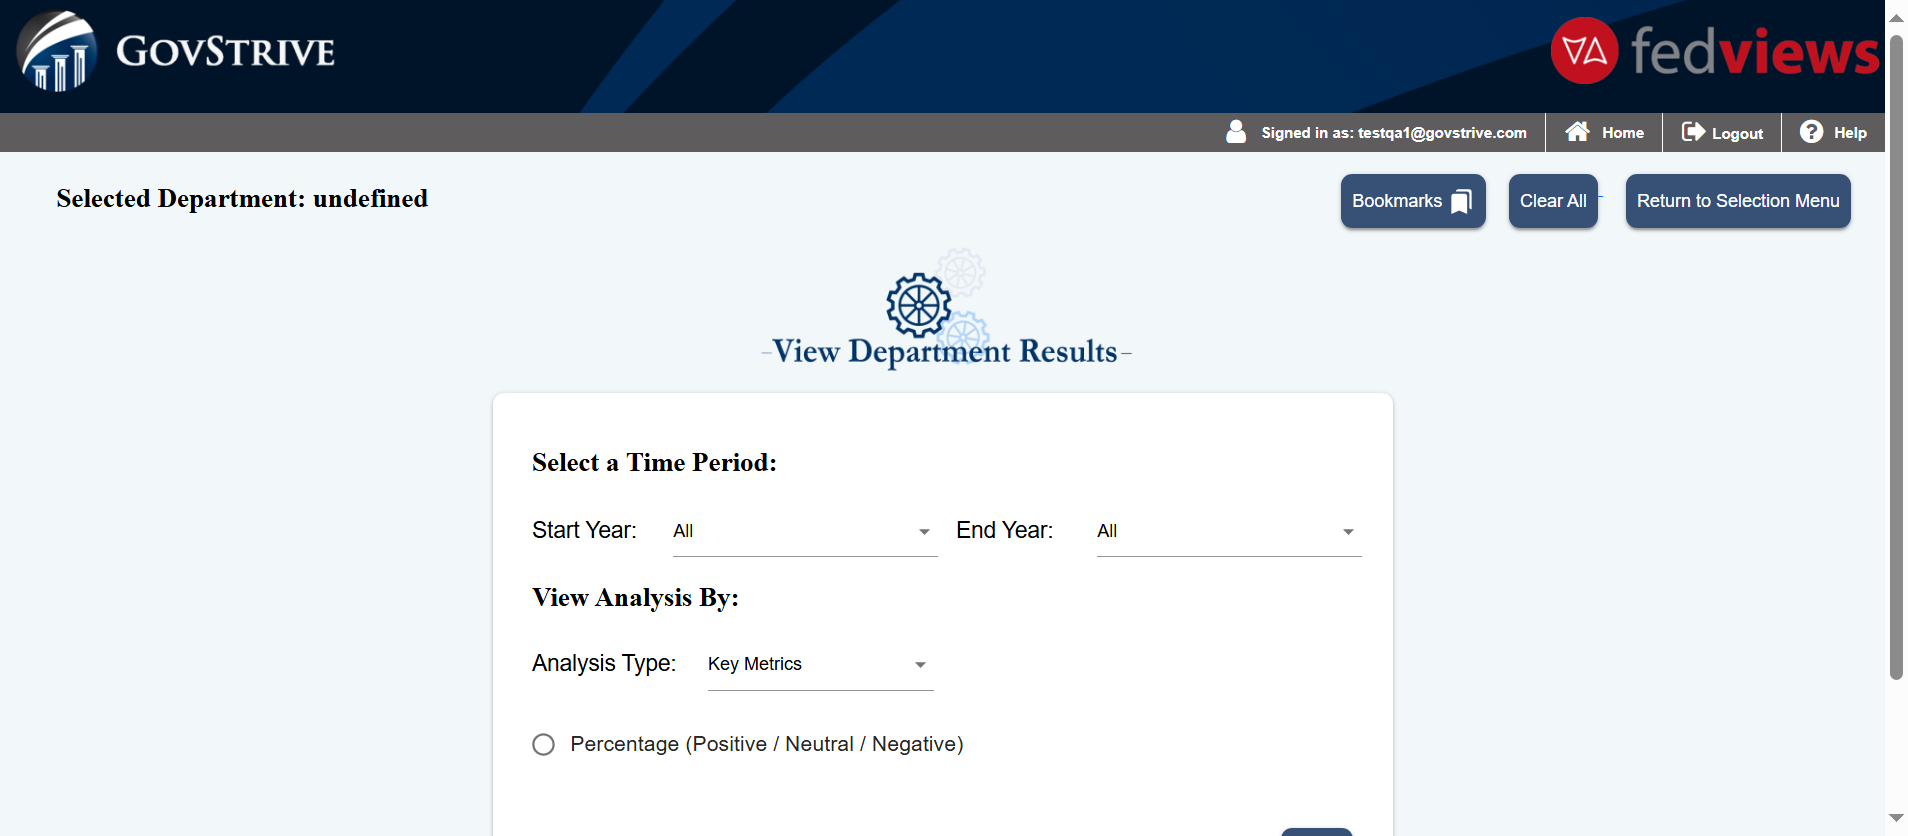 GOVSTRIVE
fedviews
Signed in as: testqa1@govstrive.com
Home
Logout
Help
Selected Department: undefined
Bookmarks
Clear All
Return to Selection Menu
-View Department Results-
Select a Time Period:
Start Year: All
End Year: All
View Analysis By:
Analysis Type: Key Metrics
Percentage (Positive / Neutral / Negative)